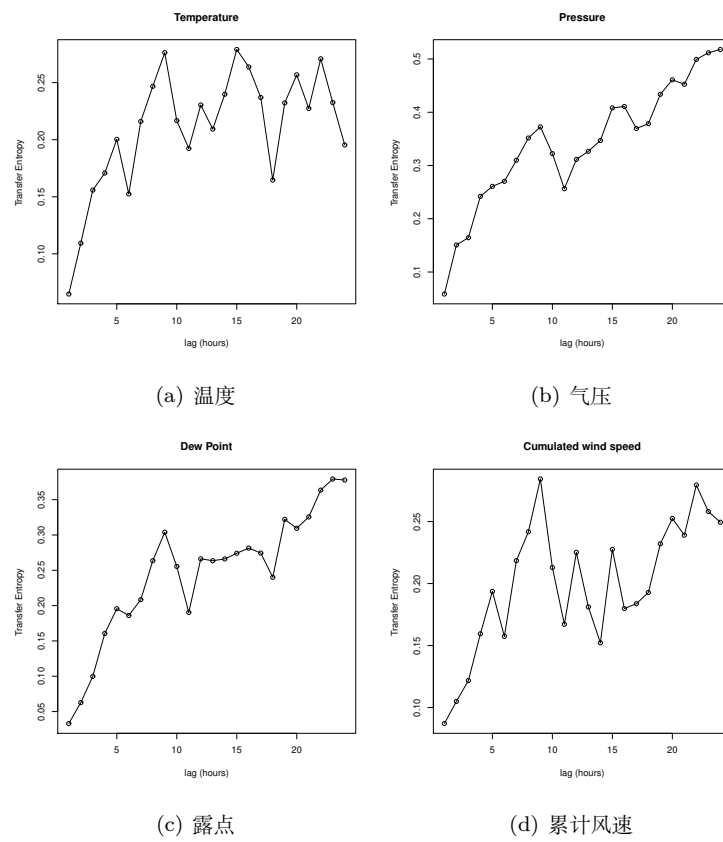 Temperature
Transfer Entropy
0.10 0.15 0.20 0.25
5 10 15 20
lag (hours)
(a) 温度
Pressure
Transfer Entropy
0.1 0.2 0.3 0.4 0.5
5 10 15 20
lag (hours)
(b) 气压
Dew Point
Transfer Entropy
0.05 0.10 0.15 0.20 0.25 0.30 0.35
5 10 15 20
lag (hours)
(c) 露点
Cumulated wind speed
Transfer Entropy
0.10 0.15 0.20 0.25
5 10 15 20
lag (hours)
(d) 累计风速